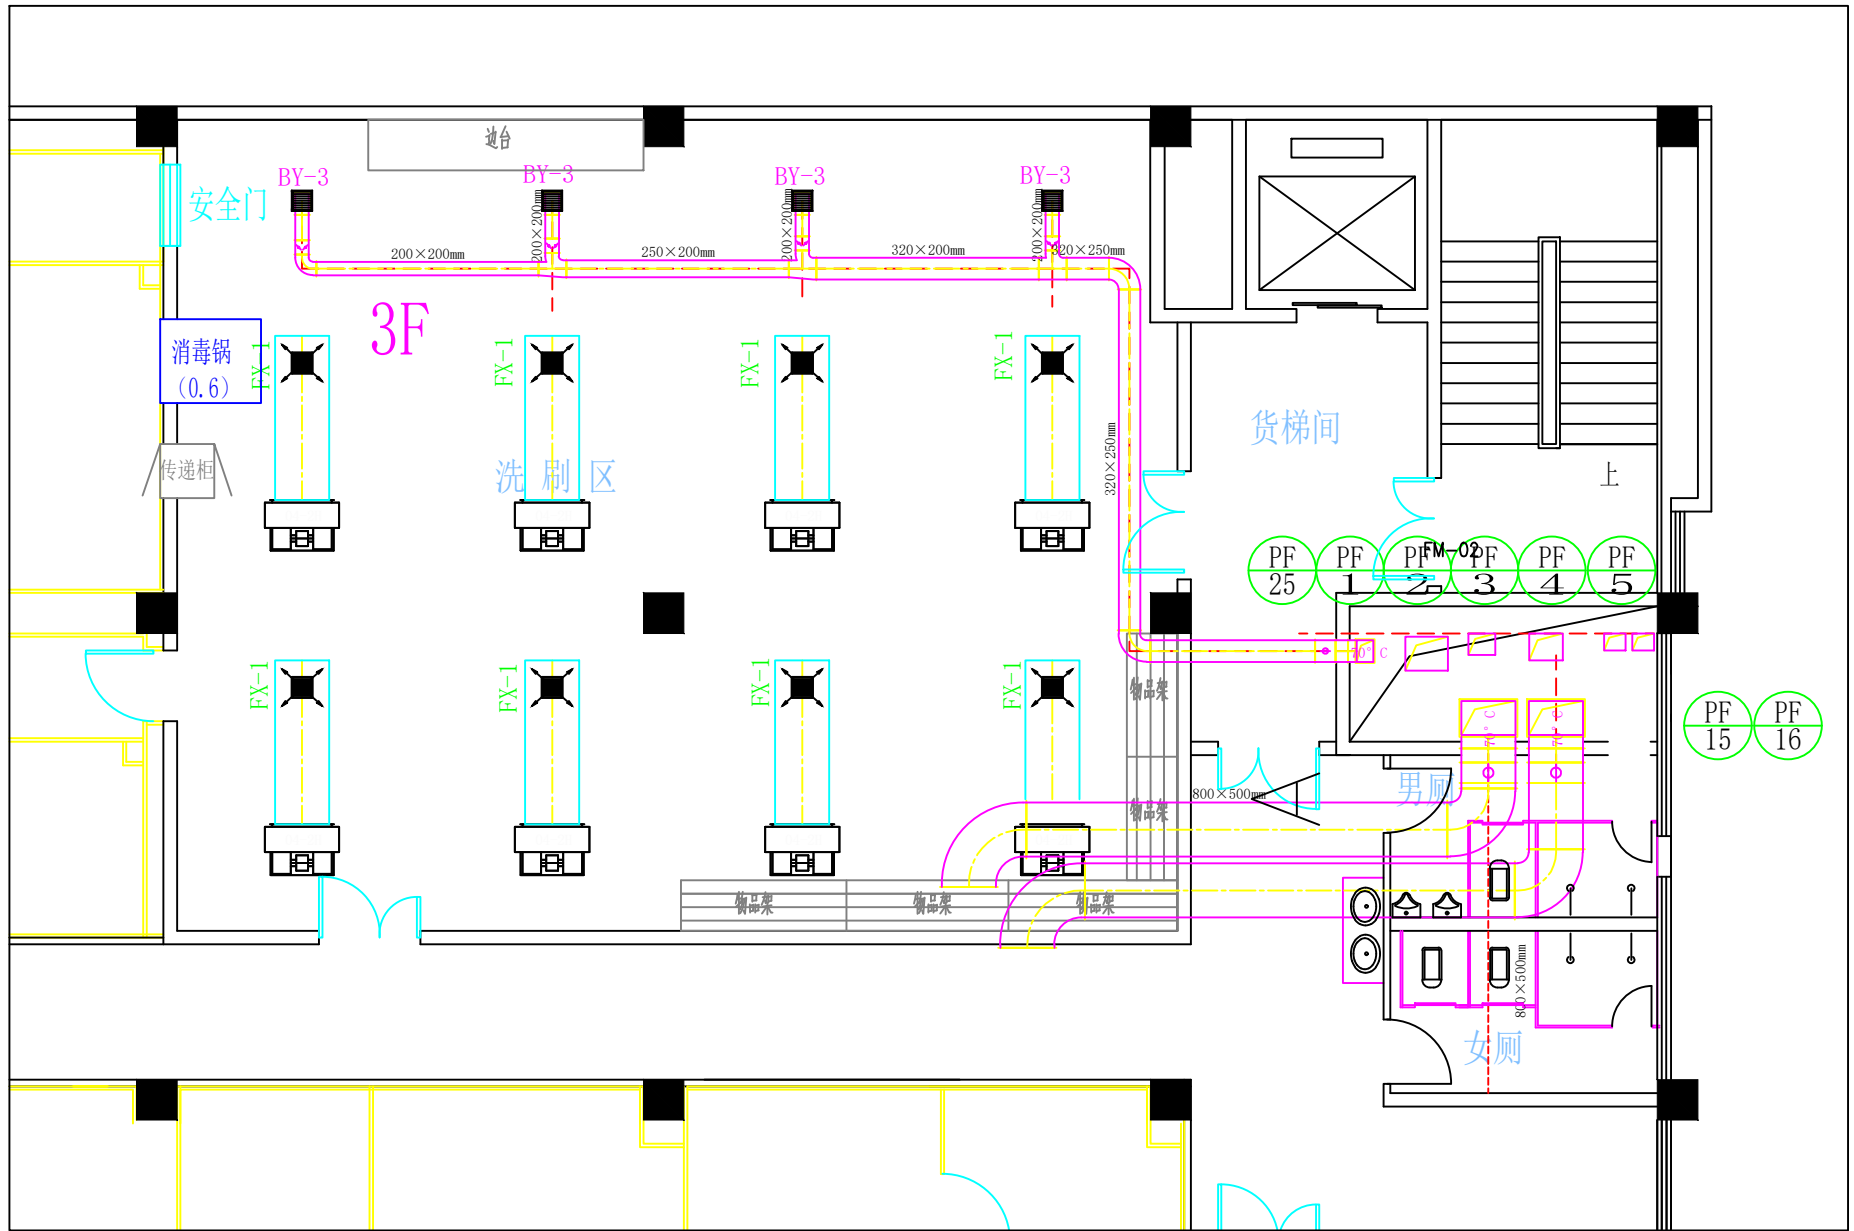 边台
BY-3
BY-3
BY-3
BY-3
安全门
200×200mm
200×200mm
200×200mm
200×200mm
250×200mm
320×200mm
320×250mm
3F
消毒锅
(0.6)
FX-1
FX-1
FX-1
FX-1
货梯间
传递柜
洗刷区
320×250mm
上
FM-02
PF
25
PF
1
PF
2
PF
3
PF
4
PF
5
FX-1
FX-1
FX-1
FX-1
70°C
物品架
PF
15
PF
16
70°C
70°C
800×500mm
男厕
物品架
物品架
物品架
物品架
800×500mm
女厕